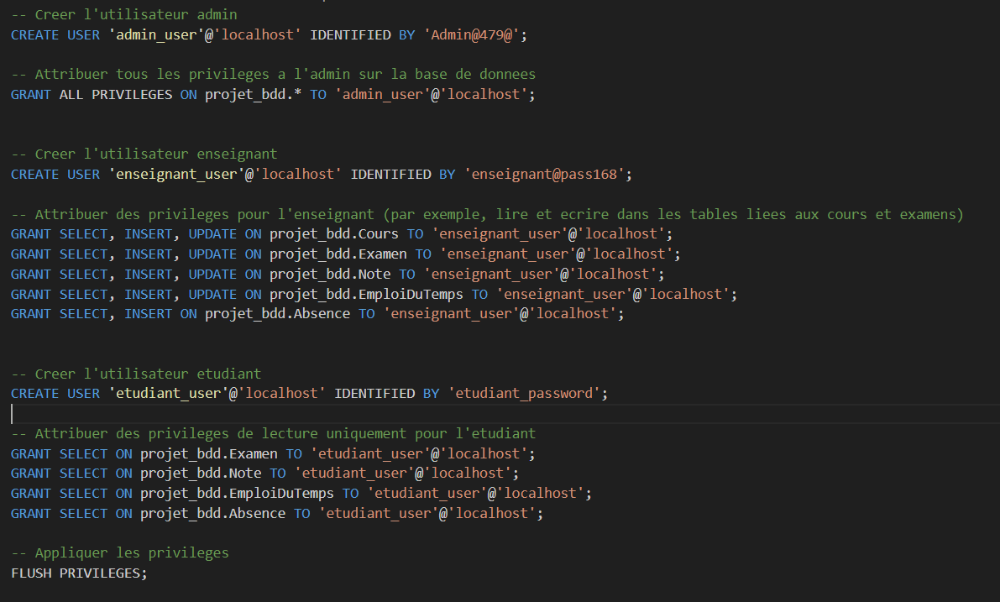 -- Creer l'utilisateur admin
CREATE USER 'admin_user'@'localhost' IDENTIFIED BY 'Admin@479@';
-- Attribuer tous les privileges a l'admin sur la base de donnees
GRANT ALL PRIVILEGES ON projet_bdd.* TO 'admin_user'@'localhost';
-- Creer l'utilisateur enseignant
CREATE USER 'enseignant_user'@'localhost' IDENTIFIED BY 'enseignant@pass168';
-- Attribuer des privileges pour l'enseignant (par exemple, lire et ecrire dans les tables liees aux cours et examens)
GRANT SELECT, INSERT, UPDATE ON projet_bdd.Cours TO 'enseignant_user'@'localhost';
GRANT SELECT, INSERT, UPDATE ON projet_bdd.Examen TO 'enseignant_user'@'localhost';
GRANT SELECT, INSERT, UPDATE ON projet_bdd.Note TO 'enseignant_user'@'localhost';
GRANT SELECT, INSERT, UPDATE ON projet_bdd.EmploiDuTemps TO 'enseignant_user'@'localhost';
GRANT SELECT, INSERT ON projet_bdd.Absence TO 'enseignant_user'@'localhost';
-- Creer l'utilisateur etudiant
CREATE USER 'etudiant_user'@'localhost' IDENTIFIED BY 'etudiant_password';
-- Attribuer des privileges de lecture uniquement pour l'etudiant
GRANT SELECT ON projet_bdd.Examen TO 'etudiant_user'@'localhost';
GRANT SELECT ON projet_bdd.Note TO 'etudiant_user'@'localhost';
GRANT SELECT ON projet_bdd.EmploiDuTemps TO 'etudiant_user'@'localhost';
GRANT SELECT ON projet_bdd.Absence TO 'etudiant_user'@'localhost';
-- Appliquer les privileges
FLUSH PRIVILEGES;